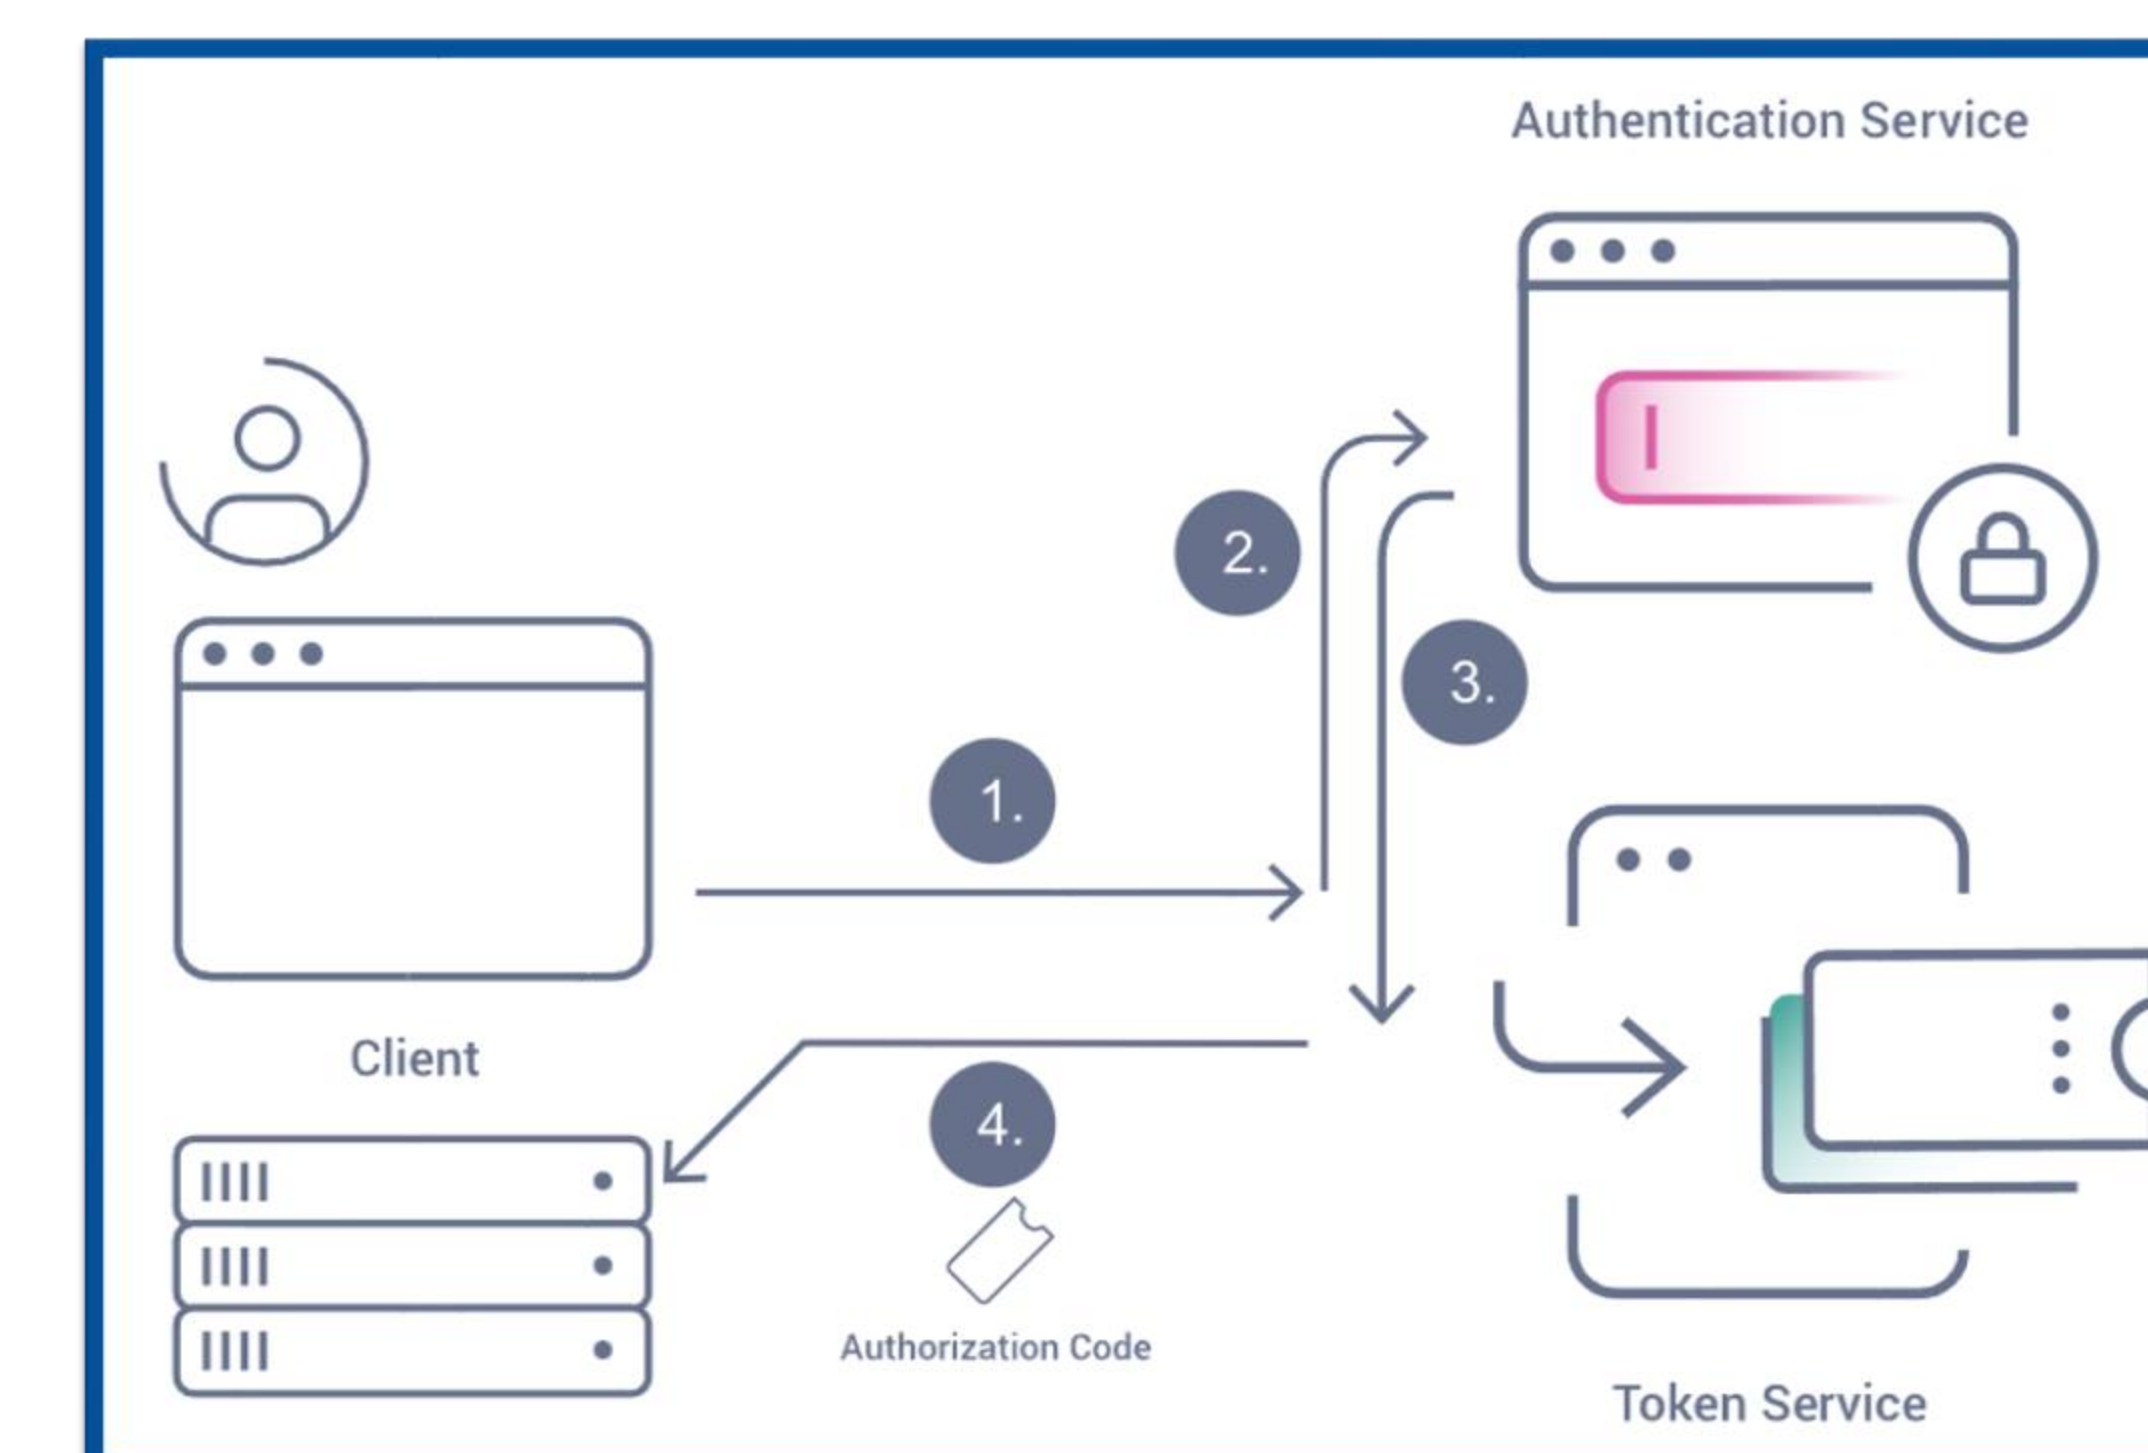 Authentication Service
2.
3.
1.
Client
4.
Authorization Code
Token Service